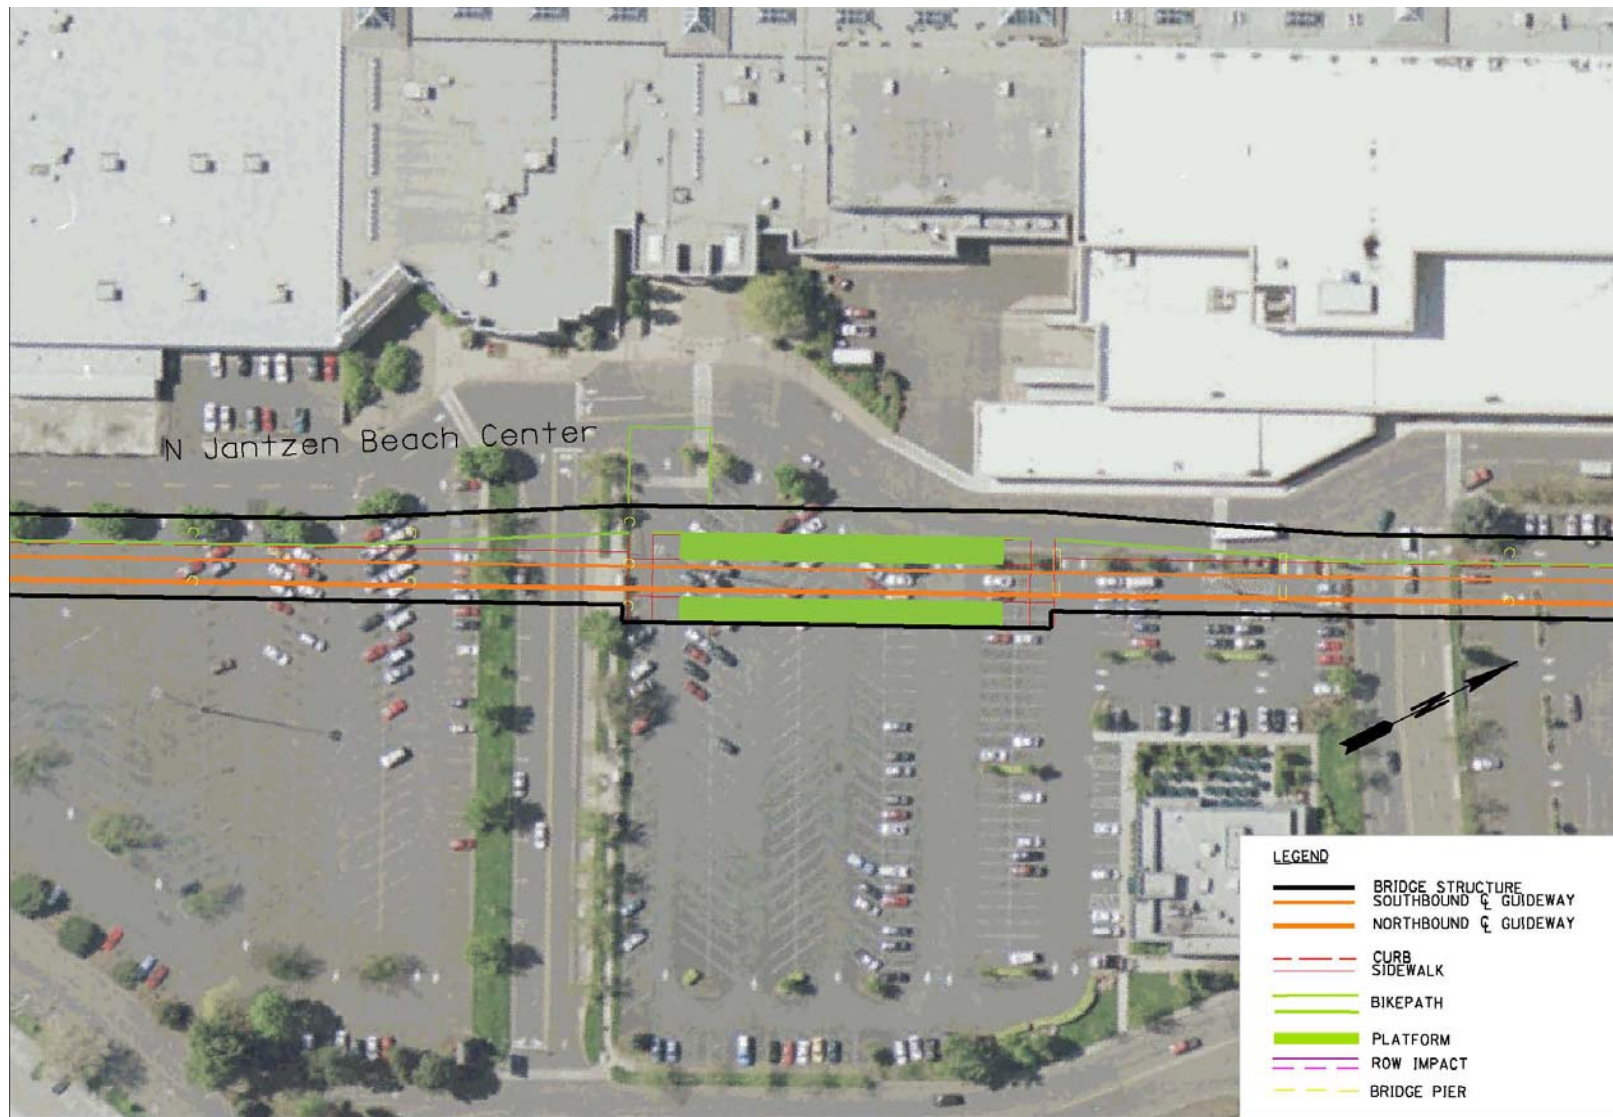 N Jantzen Beach Center
LEGEND
BRIDGE STRUCTURE
SOUTHBOUND ℄ GUIDEWAY
NORTHBOUND ℄ GUIDEWAY
CURB
SIDEWALK
BIKEPATH
PLATFORM
ROW IMPACT
BRIDGE PIER
N